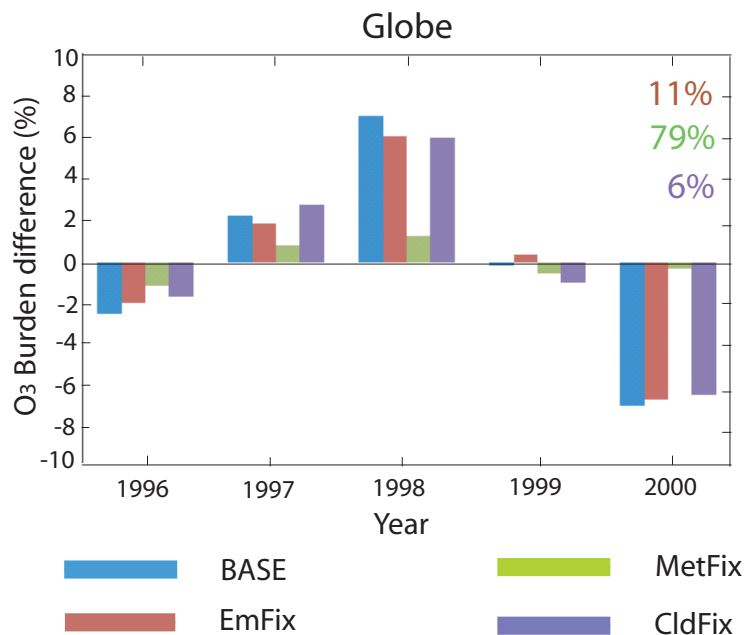 Globe
O3 Burden difference (%)
10
8
6
4
2
0
-2
-4
-6
-8
-10
11%
79%
6%
1996 1997 1998 1999 2000
Year
BASE MetFix
EmFix CldFix